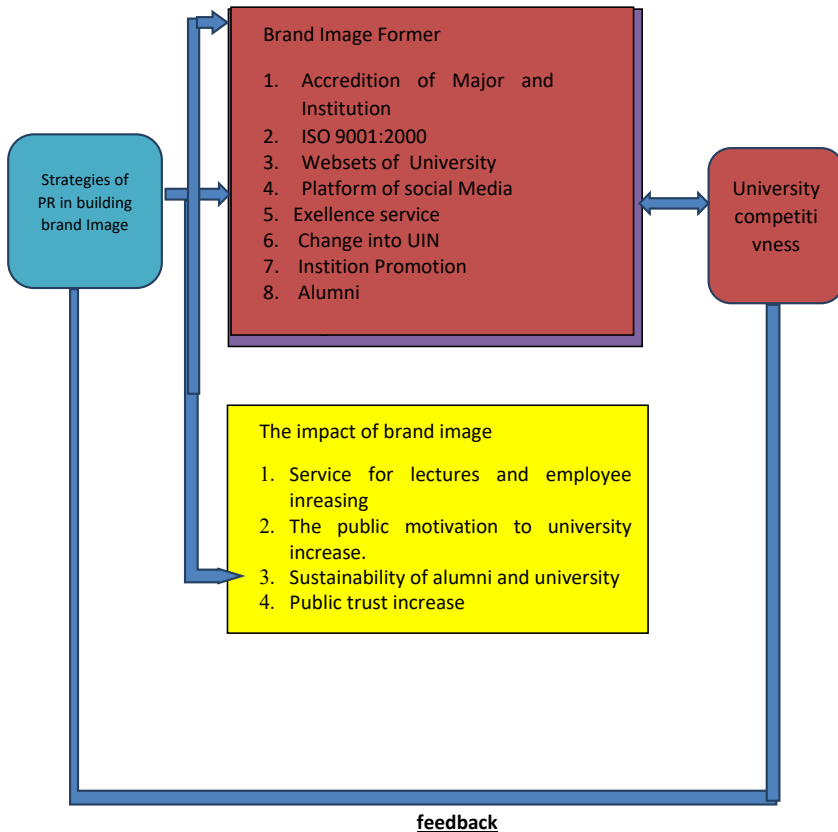 Strategies of
PR in building
brand Image
Brand Image Former
1. Accredition of Major and
Institution
2. ISO 9001:2000
3. Websets of University
4. Platform of social Media
5. Exellence service
6. Change into UIN
7. Instition Promotion
8. Alumni
University
competiti
vness
The impact of brand image
1. Service for lectures and employee
inreasing
2. The public motivation to university
increase.
3. Sustainability of alumni and university
4. Public trust increase
feedback